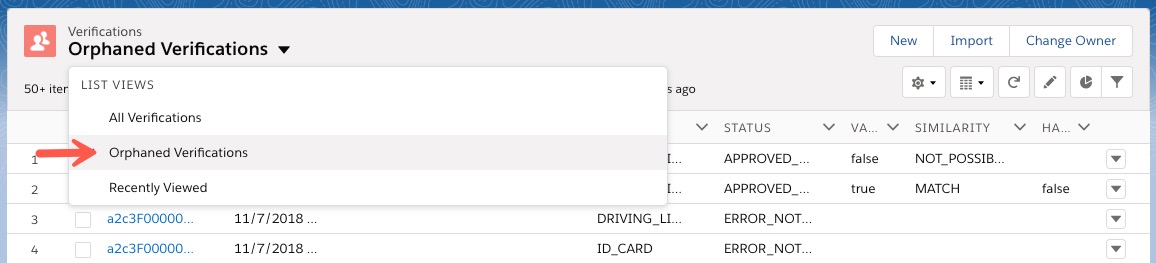 Verifications
Orphaned Verifications
New Import Change Owner
50+ iter
s ago
LIST VIEWS
All Verifications
Orphaned Verifications
Recently Viewed
STATUS VA... SIMILARITY HA...
1 I... APPROVED_... false NOT_POSSIB...
2 I... APPROVED_... true MATCH false
3 a2c3F00000... 11/7/2018 ... DRIVING_LI... ERROR_NOT...
4 a2c3F00000... 11/7/2018 ... ID_CARD ERROR_NOT...